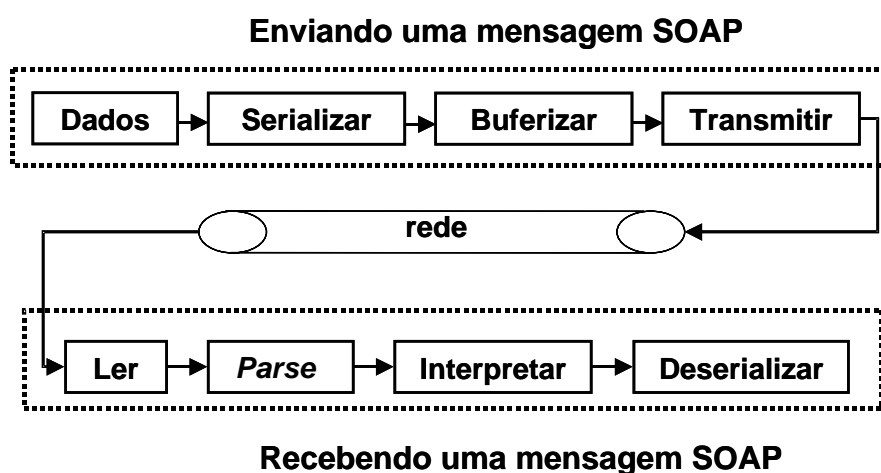 Enviando uma mensagem SOAP
Dados
Serializar
Buferizar
Transmitir
rede
Ler
Parse
Interpretar
Deserializar
Recebendo uma mensagem SOAP